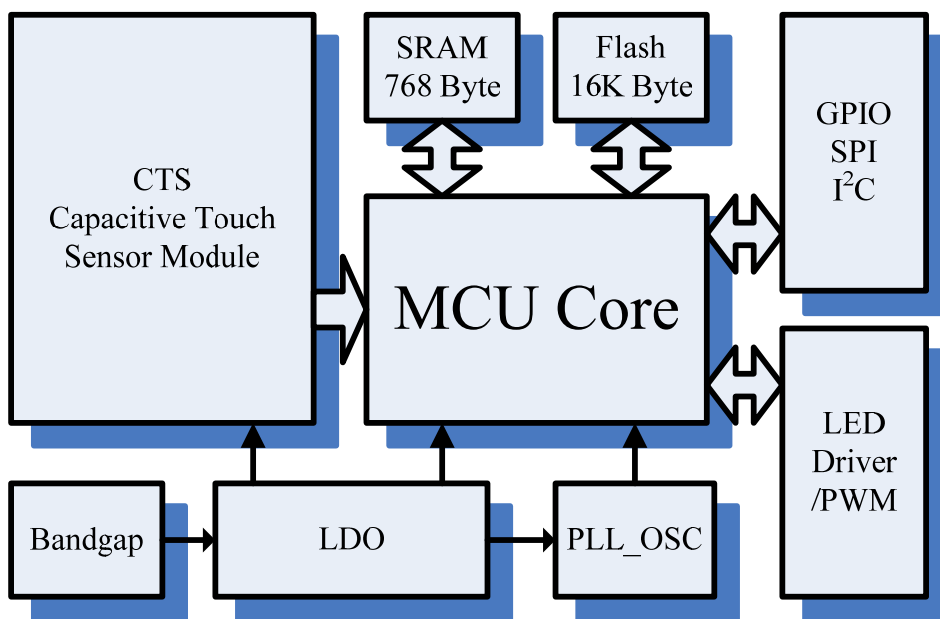 CTS
Capacitive Touch
Sensor Module
SRAM
768 Byte
Flash
16K Byte
GPIO
SPI
I²C
MCU Core
LED
Driver
/PWM
Bandgap
LDO
PLL_OSC